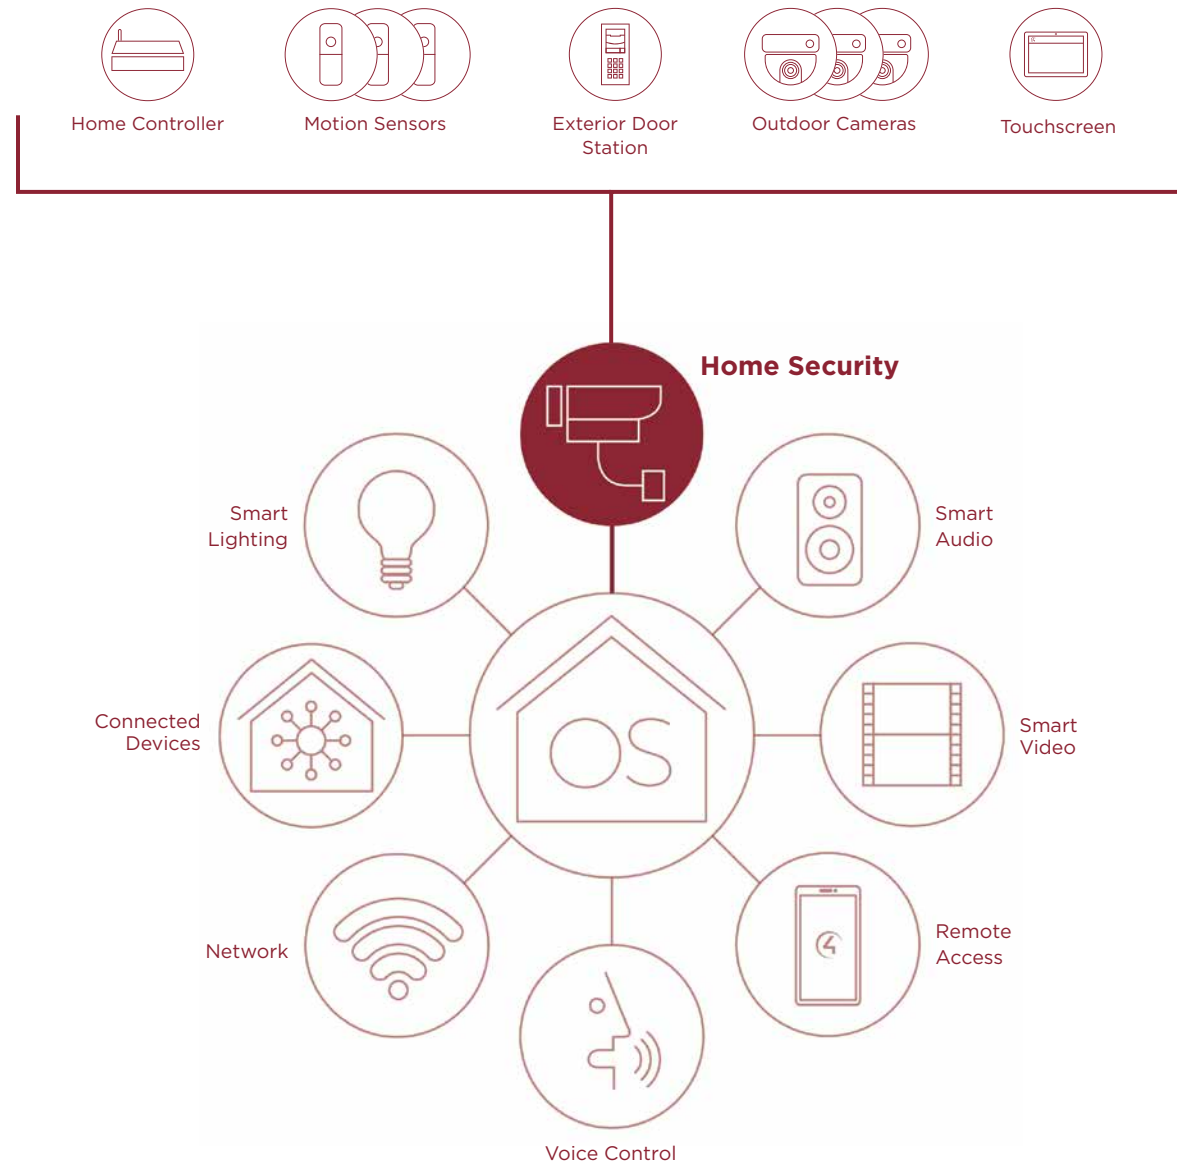 Home Controller
Motion Sensors
Exterior Door
Station
Outdoor Cameras
Touchscreen
Home Security
Smart
Lighting
Smart
Audio
Connected
Devices
OS
Smart
Video
Network
Remote
Access
4
Voice Control